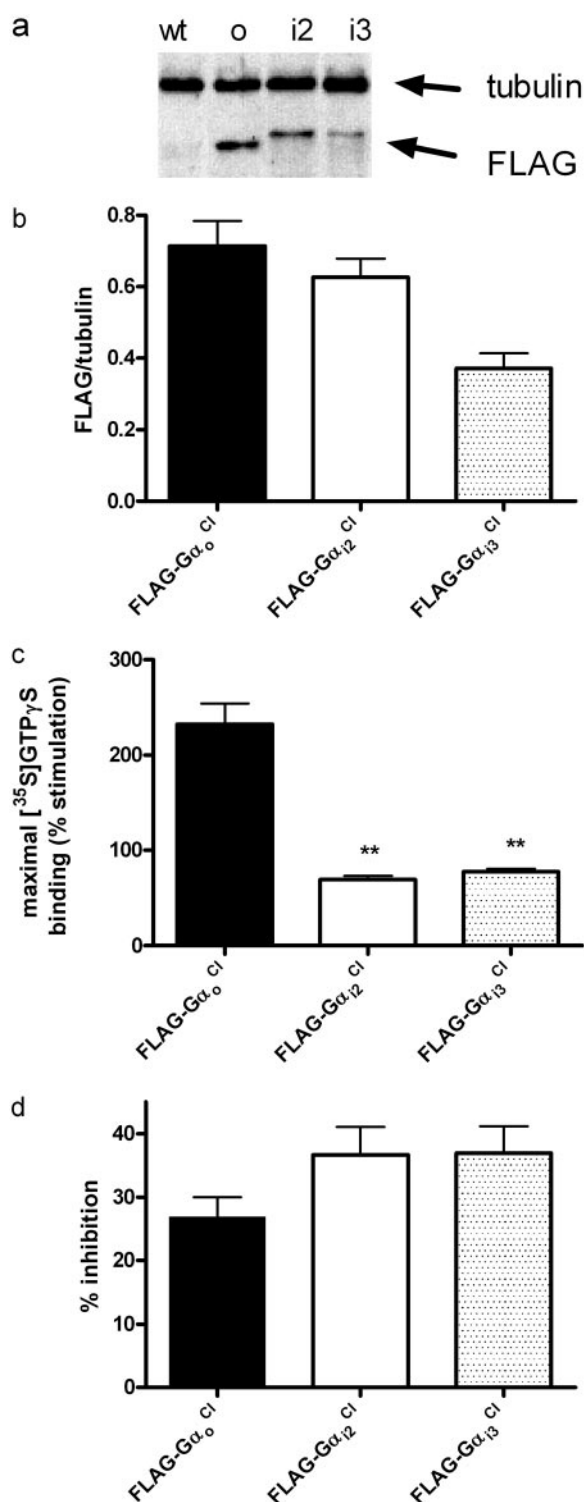 a
wt o i2 i3
tubulin
FLAG
b
0.8
0.6
0.4
0.2
0.0
FLAG/tubulin
FLAG-Gαo CI
FLAG-Gαi2 CI
FLAG-Gαi3 CI
c
300
200
100
0
maximal [35S]GTPγS
binding (% stimulation)
**
**
FLAG-Gαo CI
FLAG-Gαi2 CI
FLAG-Gαi3 CI
d
40
30
20
10
0
% inhibition
FLAG-Gαo CI
FLAG-Gαi2 CI
FLAG-Gαi3 CI